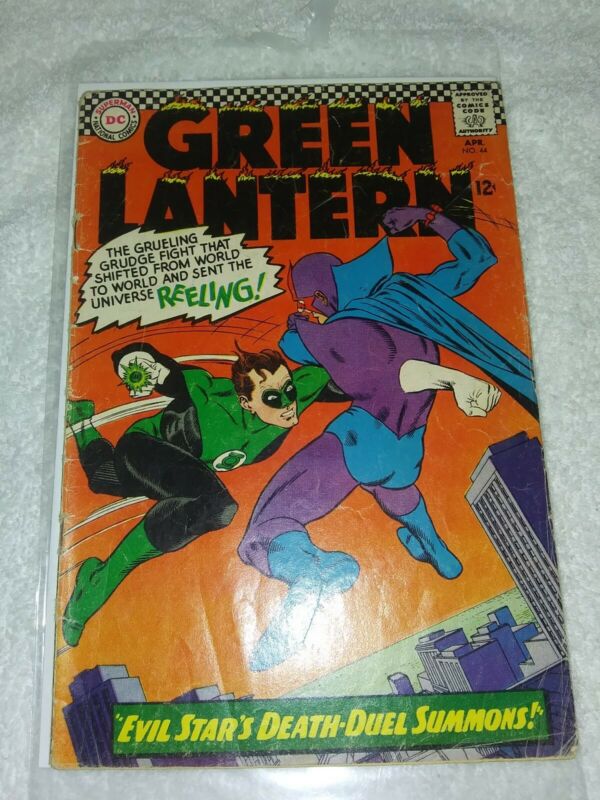 SUPERMAN
DC
NATIONAL COMICS
APPROVED
BY THE
COMICS
CODE
AUTHORITY
APR.
NO. 44
12¢
GREEN
LANTERN
THE GRUELING
GRUDGE FIGHT THAT
SHIFTED FROM WORLD
TO WORLD AND SENT THE
UNIVERSE REELING!
"EVIL STAR'S DEATH-DUEL SUMMONS!"